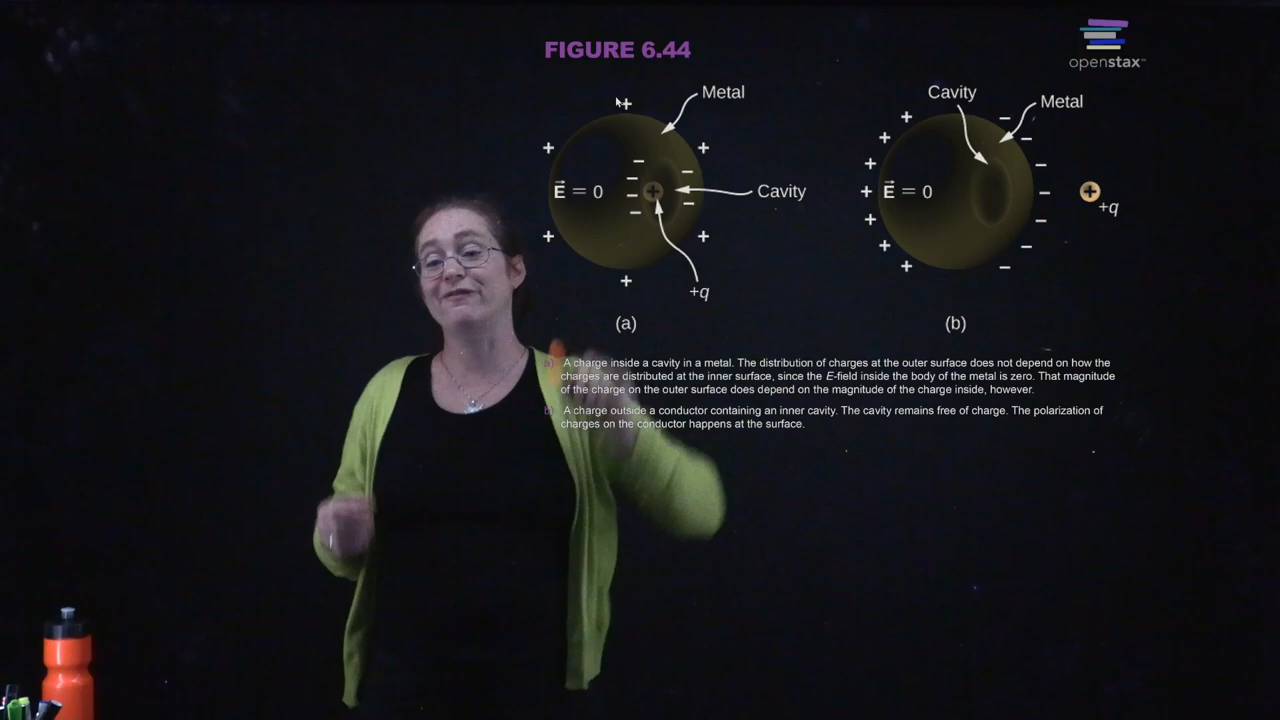 FIGURE 6.44
openstax™
Metal
E⃗ = 0
Cavity
+q
(a)
Cavity
Metal
E⃗ = 0
+q
(b)
a) A charge inside a cavity in a metal. The distribution of charges at the outer surface does not depend on how the
charges are distributed at the inner surface, since the E-field inside the body of the metal is zero. That magnitude
of the charge on the outer surface does depend on the magnitude of the charge inside, however.
b) A charge outside a conductor containing an inner cavity. The cavity remains free of charge. The polarization of
charges on the conductor happens at the surface.